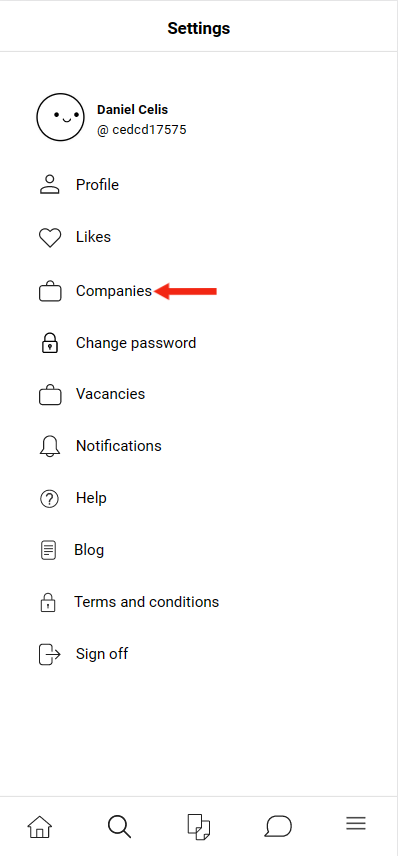 Settings
Daniel Celis
@ cedcd17575
Profile
Likes
Companies
Change password
Vacancies
Notifications
Help
Blog
Terms and conditions
Sign off